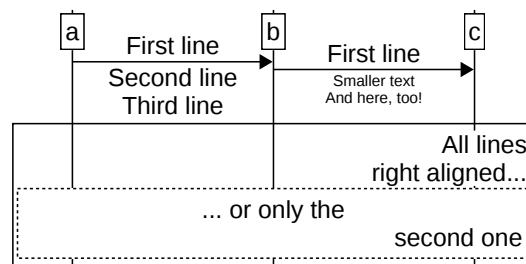 a b c
First line First line
Second line Smaller text
Third line And here, too!
All lines
right aligned...
... or only the
second one